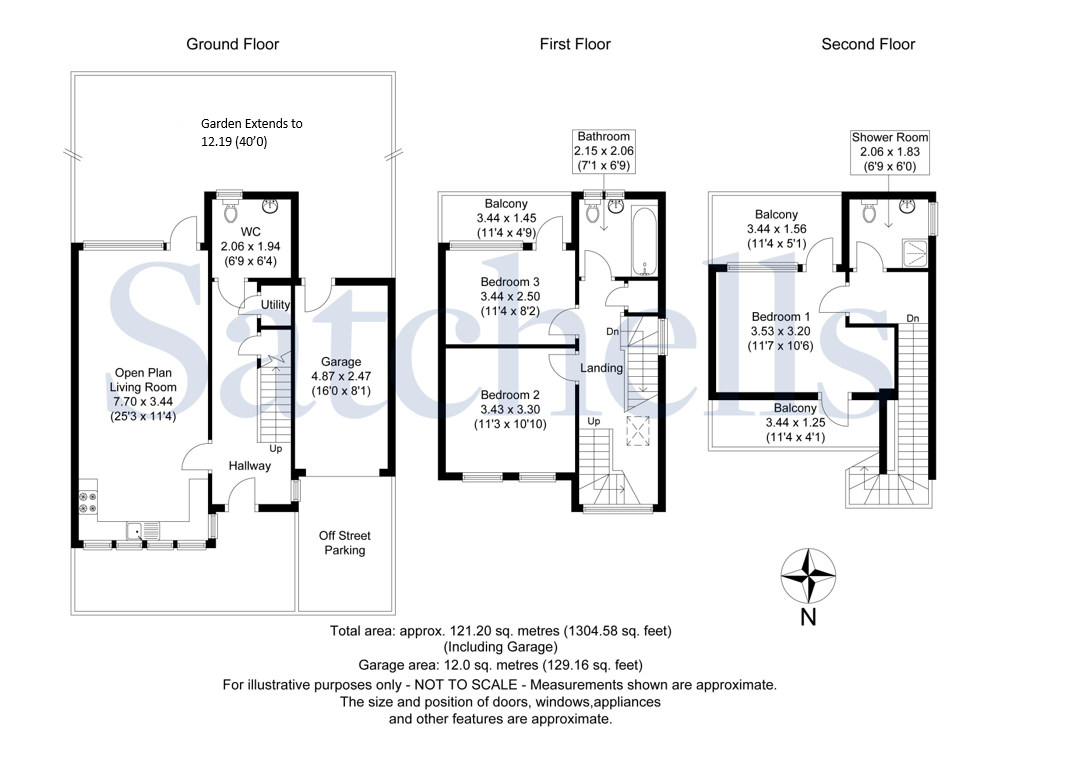 Ground Floor
First Floor
Second Floor
Garden Extends to
12.19 (40'0)
WC
2.06 x 1.94
(6'9 x 6'4)
Utility
Open Plan
Living Room
7.70 x 3.44
(25'3 x 11'4)
Garage
4.87 x 2.47
(16'0 x 8'1)
Up
Hallway
Off Street
Parking
Bathroom
2.15 x 2.06
(7'1 x 6'9)
Balcony
3.44 x 1.45
(11'4 x 4'9)
Bedroom 3
3.44 x 2.50
(11'4 x 8'2)
Dn
Landing
Bedroom 2
3.43 x 3.30
(11'3 x 10'10)
Up
Shower Room
2.06 x 1.83
(6'9 x 6'0)
Balcony
3.44 x 1.56
(11'4 x 5'1)
Bedroom 1
3.53 x 3.20
(11'7 x 10'6)
Dn
Balcony
3.44 x 1.25
(11'4 x 4'1)
Satchells
N
Total area: approx. 121.20 sq. metres (1304.58 sq. feet)
(Including Garage)
Garage area: 12.0 sq. metres (129.16 sq. feet)
For illustrative purposes only - NOT TO SCALE - Measurements shown are approximate.
The size and position of doors, windows,appliances
and other features are approximate.